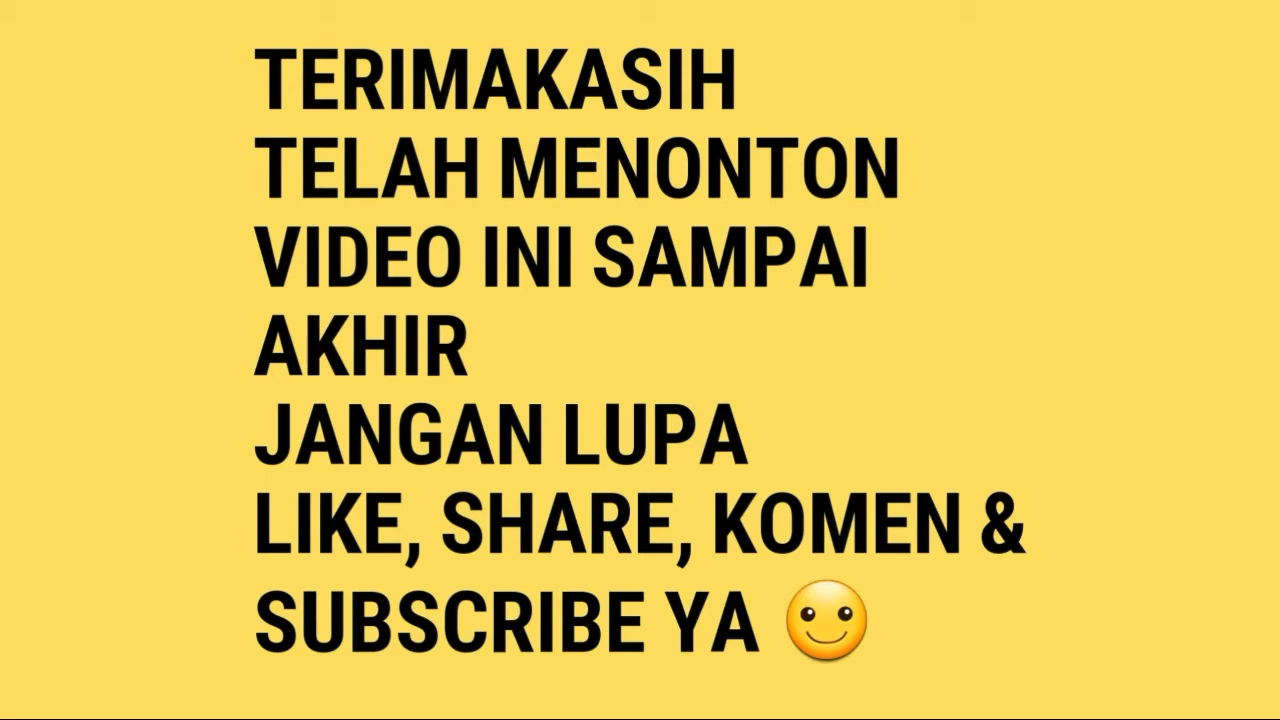 TERIMAKASIH
TELAH MENONTON
VIDEO INI SAMPAI
AKHIR
JANGAN LUPA
LIKE, SHARE, KOMEN &
SUBSCRIBE YA 🙂